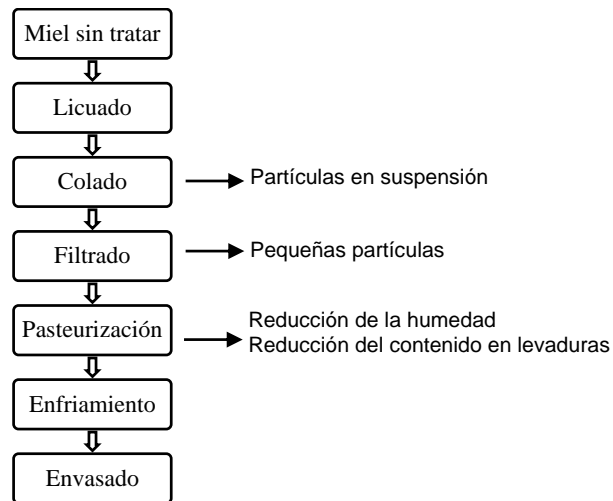 Miel sin tratar
Licuado
Colado
Partículas en suspensión
Filtrado
Pequeñas partículas
Pasteurización
Reducción de la humedad
Reducción del contenido en levaduras
Enfriamiento
Envasado